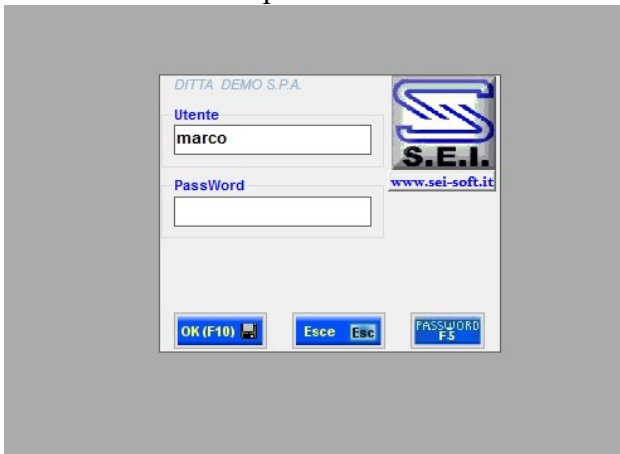 DITTA DEMO S.P.A.
Utente
marco
S.E.I.
www.sei-soft.it
PassWord
OK (F10)
Esce Esc
PASSWORD
F5